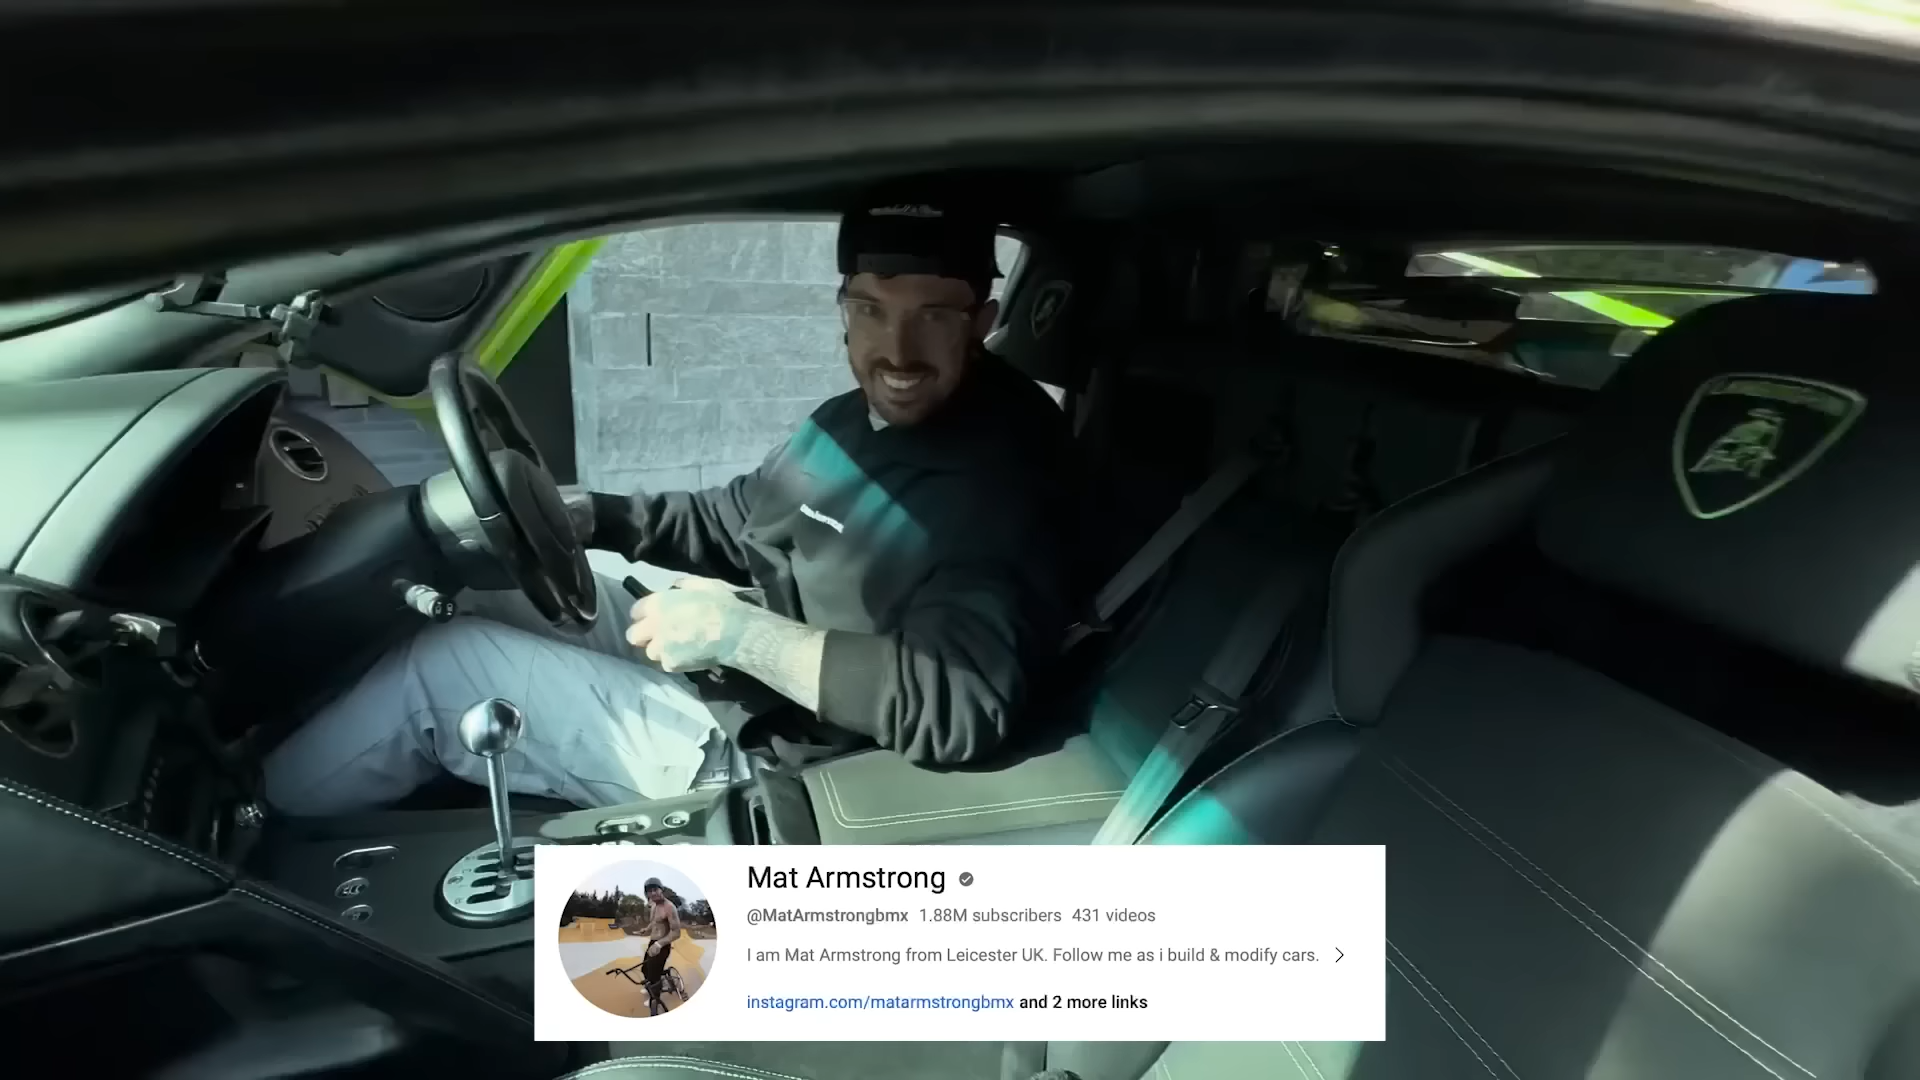 Mat Armstrong
@MatArmstrongbmx 1.88M subscribers 431 videos
I am Mat Armstrong from Leicester UK. Follow me as i build & modify cars.
instagram.com/matarmstrongbmx and 2 more links